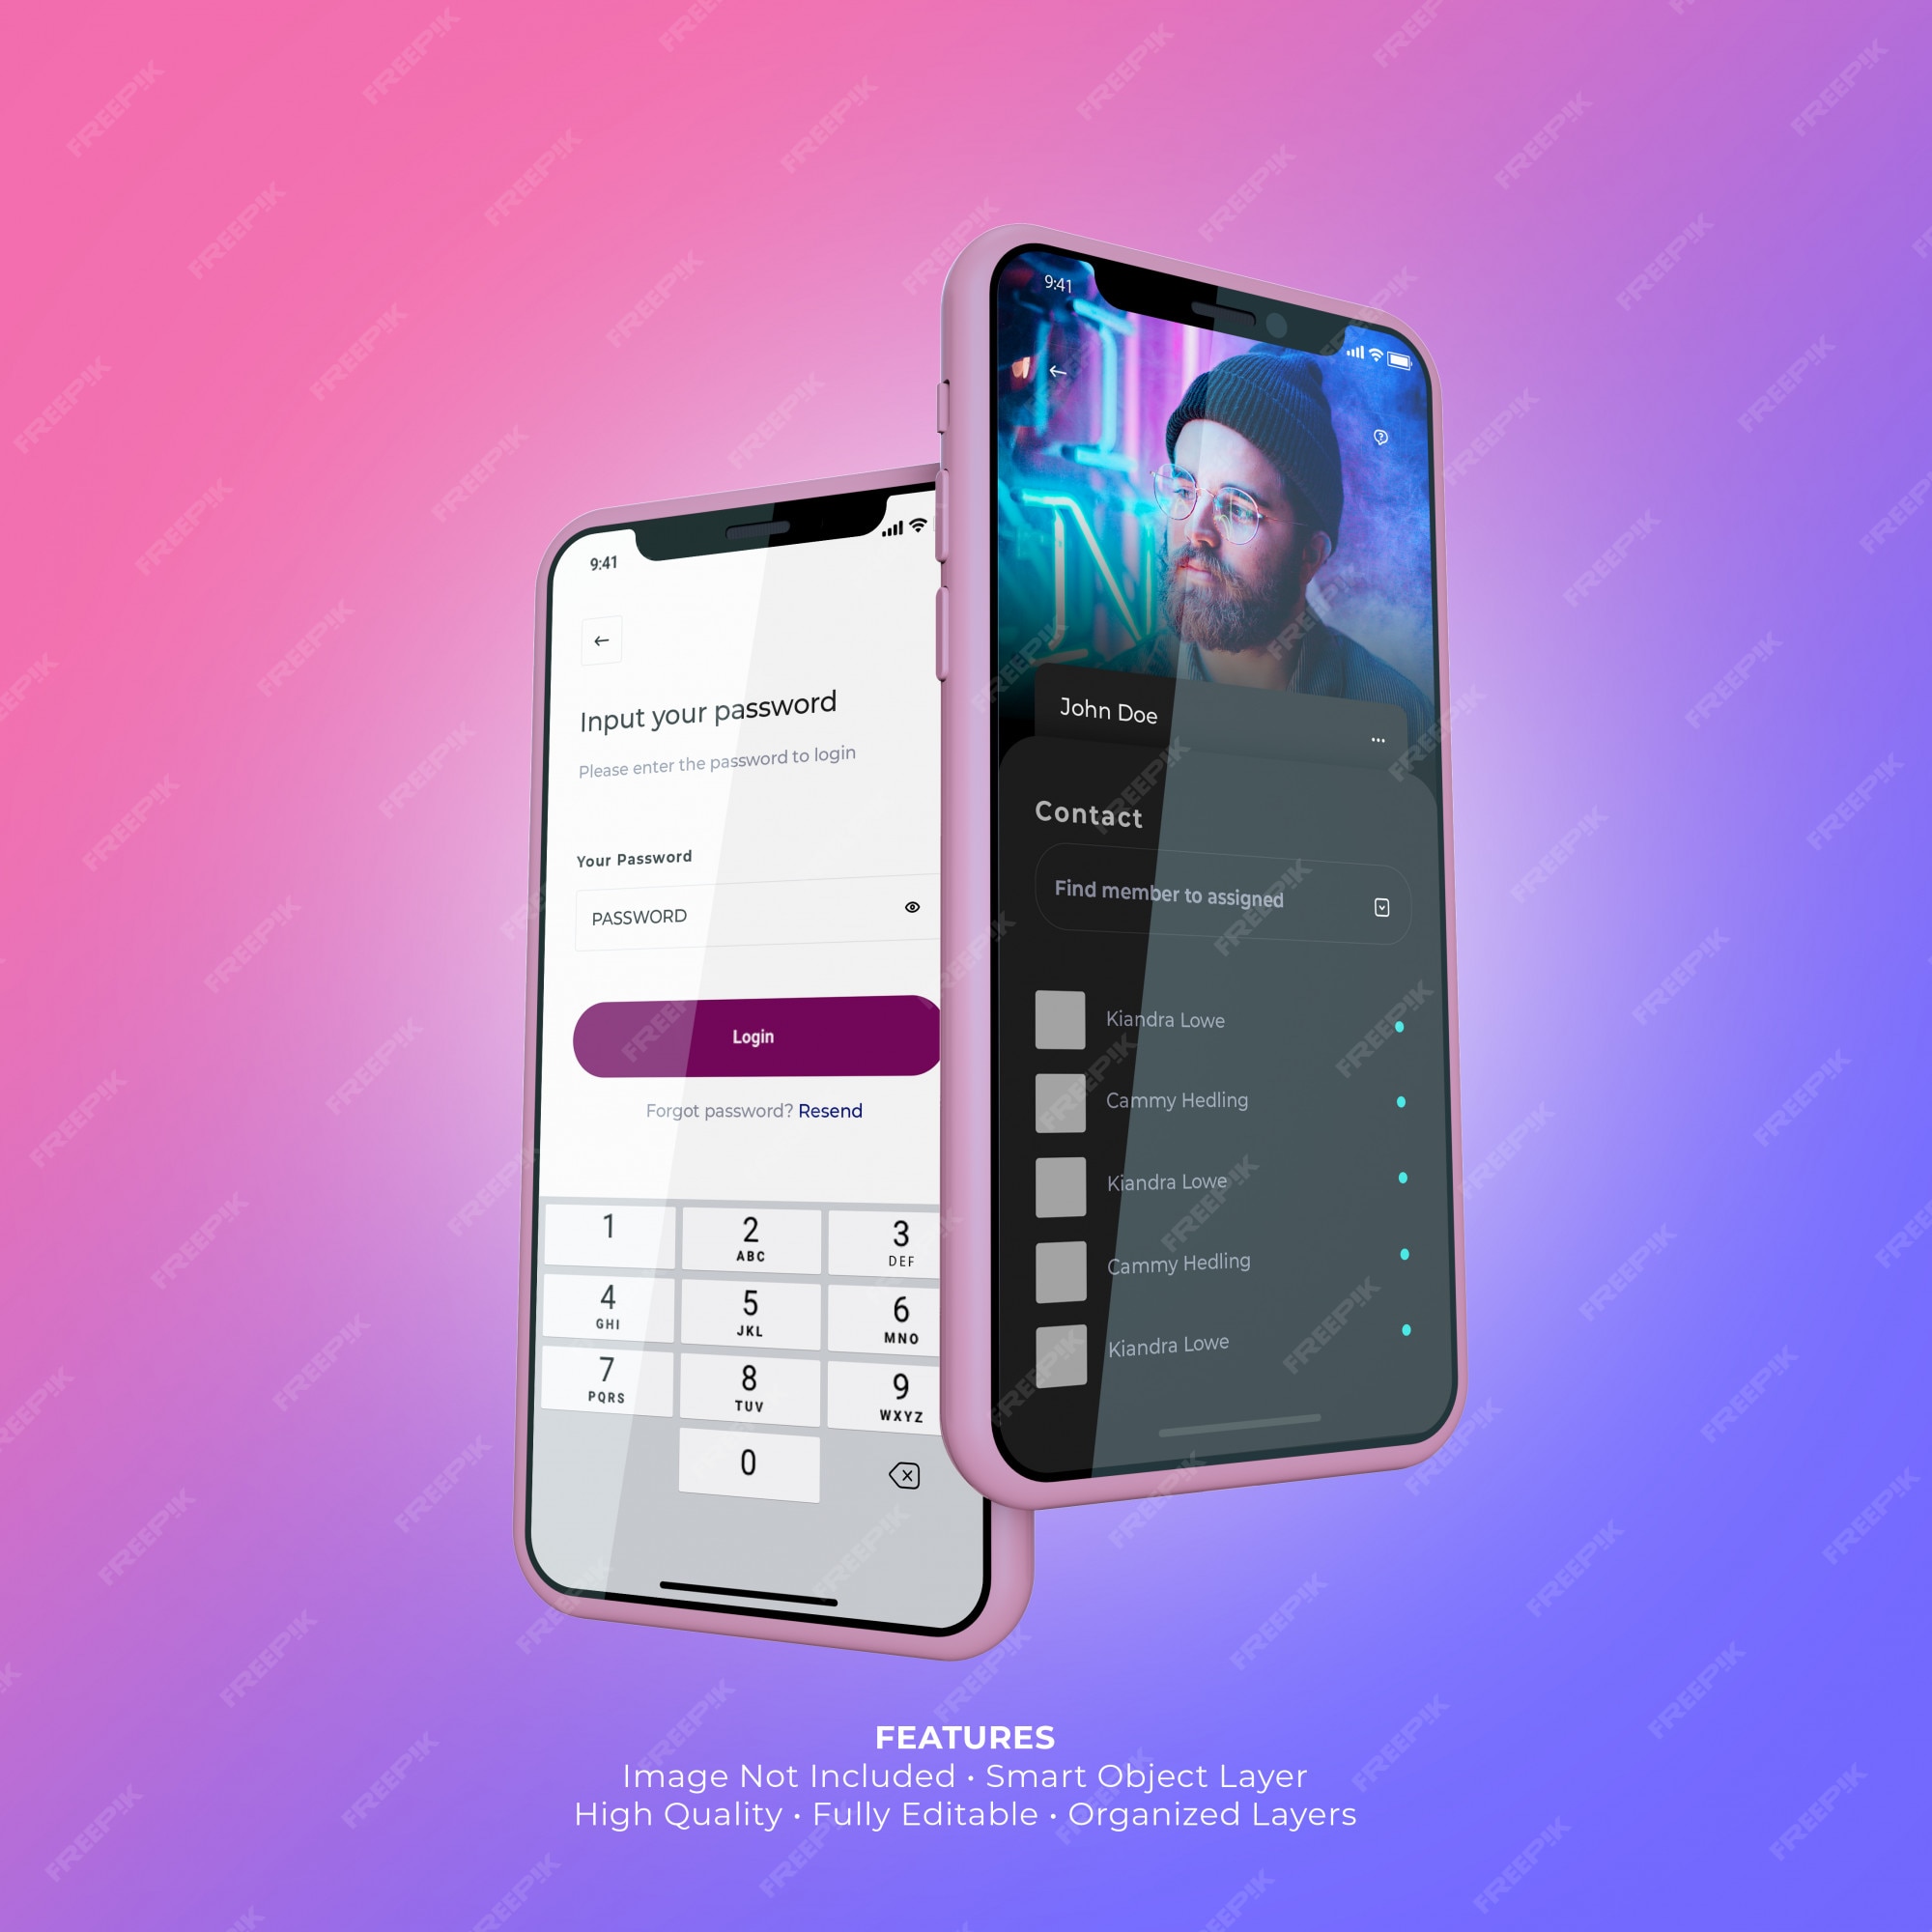 9:41
Input your password
Please enter the password to login
Your Password
PASSWORD
Login
Forgot password? Resend
1
2
ABC
3
DEF
4
GHI
5
JKL
6
MNO
7
PQRS
8
TUV
9
WXYZ
0
9:41
John Doe
...
Contact
Find member to assigned
Kiandra Lowe
Cammy Hedling
Kiandra Lowe
Cammy Hedling
Kiandra Lowe
FEATURES
Image Not Included • Smart Object Layer
High Quality • Fully Editable • Organized Layers
FREEPIK